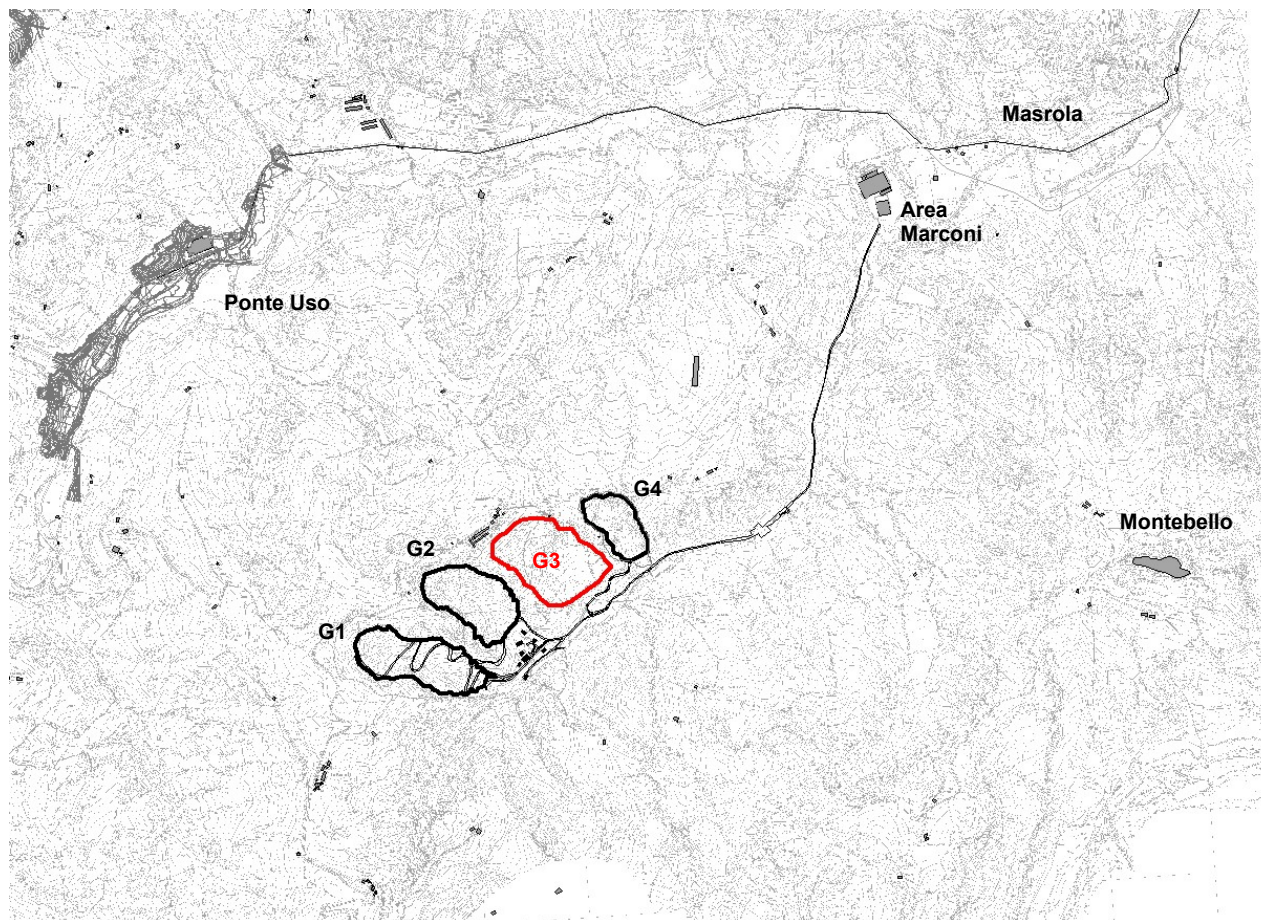 Masrola
Area
Marconi
Ponte Uso
G4
Montebello
G2
G3
G1